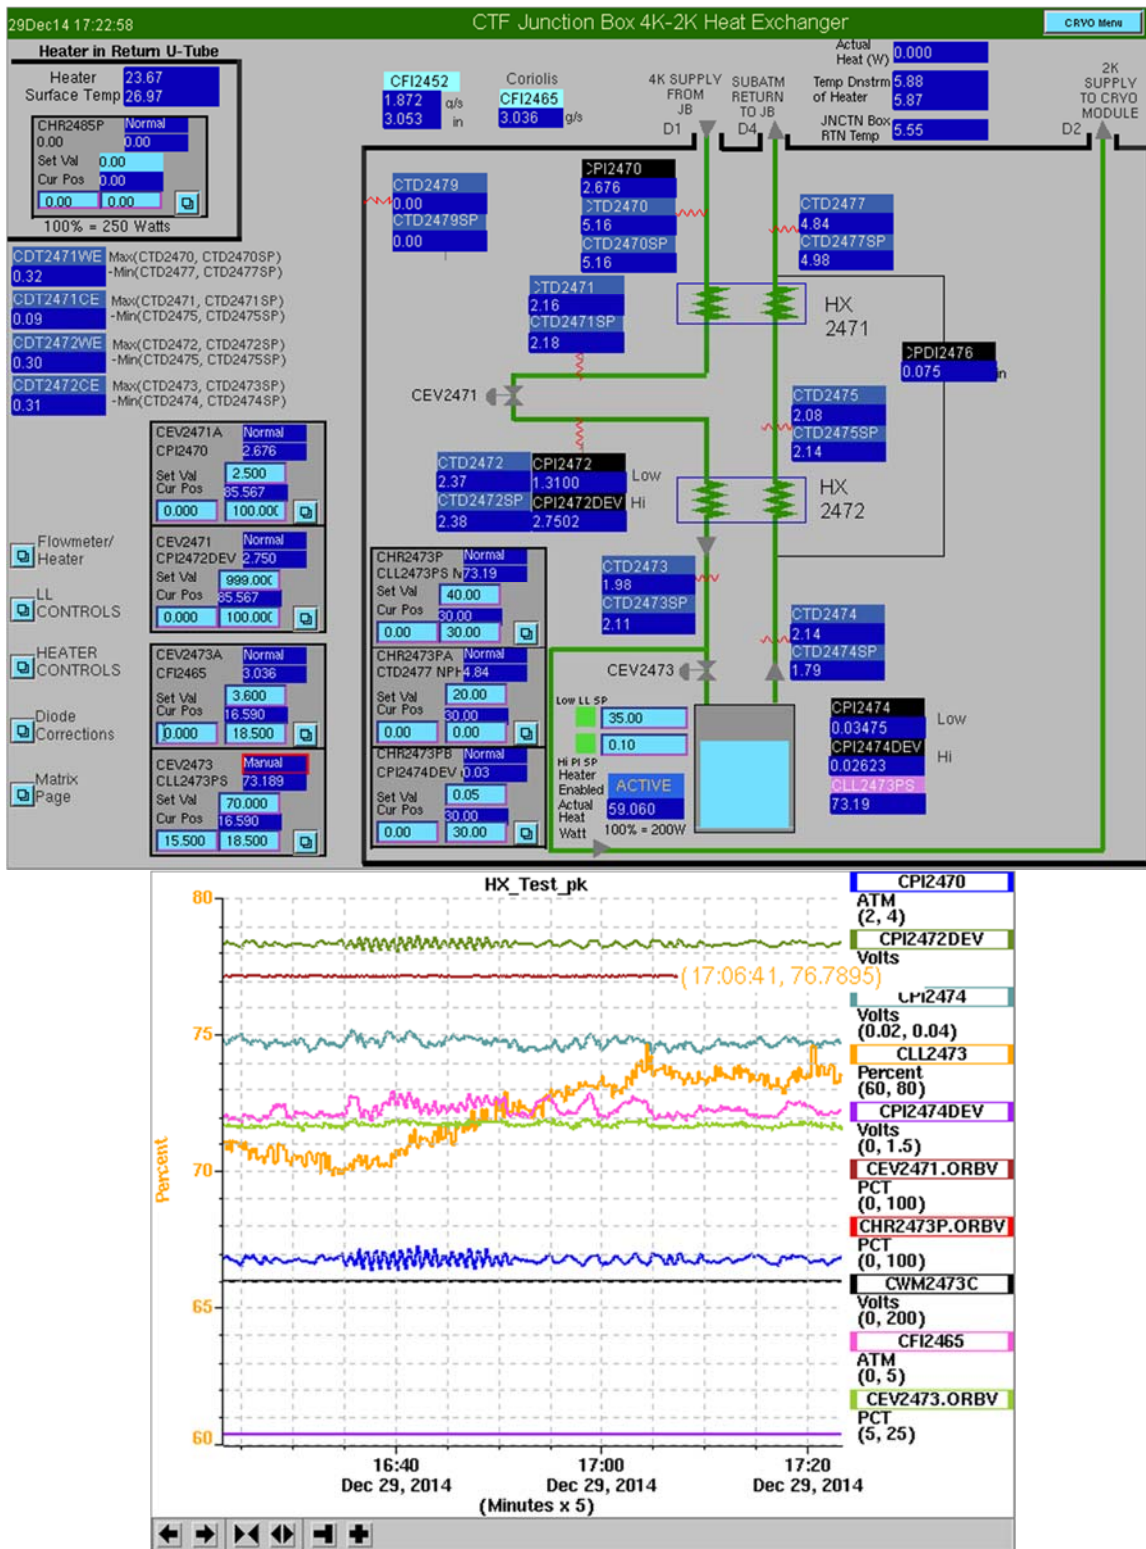 29Dec14 17:22:58
CTF Junction Box 4K-2K Heat Exchanger
CRYO Menu
Heater in Return U-Tube
Heater 23.67
Surface Temp 26.97
CHR2485P Normal
0.00 0.00
Set Val 0.00
Cur Pos 0.00
0.00 0.00
100% = 250 Watts
CFI2452
1.872 g/s
3.053 in
Coriolis
CFI2465
3.036 g/s
4K SUPPLY
FROM
JB
D1
SUBATM
RETURN
TO JB
D4
Actual
Heat (W) 0.000
Temp Dnstrm 5.88
of Heater 5.87
JNCTN Box
RTN Temp 5.55
2K
SUPPLY
TO CRYO
MODULE
D2
CTD2479
0.00
CTD2479SP
0.00
CPI2470
2.676
CTD2470
5.16
CTD2470SP
5.16
CTD2477
4.84
CTD2477SP
4.98
CDT2471WE Max(CTD2470, CTD2470SP)
0.32 -Min(CTD2477, CTD2477SP)
CDT2471CE Max(CTD2471, CTD2471SP)
0.09 -Min(CTD2475, CTD2475SP)
CDT2472WE Max(CTD2472, CTD2472SP)
0.30 -Min(CTD2475, CTD2475SP)
CDT2472CE Max(CTD2473, CTD2473SP)
0.31 -Min(CTD2474, CTD2474SP)
CTD2471
2.16
CTD2471SP
2.18
HX
2471
CPDI2476
0.075 in
CEV2471
CTD2475
2.08
CTD2475SP
2.14
CTD2472 CPI2472
2.37 1.3100 Low
CTD2472SP CPI2472DEV Hi
2.38 2.7502
HX
2472
CEV2471A Normal
CPI2470 2.676
Set Val 2.500
Cur Pos 85.567
0.000 100.000
CEV2471 Normal
CPI2472DEV 2.750
Set Val 999.000
Cur Pos 85.567
0.000 100.000
CEV2473A Normal
CFI2465 3.036
Set Val 3.600
Cur Pos 16.590
0.000 18.500
CEV2473 Manual
CLL2473PS 73.189
Set Val 70.000
Cur Pos 16.590
15.500 18.500
Flowmeter/
Heater
LL
CONTROLS
HEATER
CONTROLS
Diode
Corrections
Matrix
Page
CHR2473P Normal
CLL2473PS N 73.19
Set Val 40.00
Cur Pos 30.00
0.00 30.00
CHR2473PA Normal
CTD2477 NPH 4.84
Set Val 20.00
Cur Pos 30.00
0.00 0.00
CHR2473PB Normal
CPI2474DEV 0.03
Set Val 0.05
Cur Pos 30.00
0.00 30.00
CTD2473
1.98
CTD2473SP
2.11
CTD2474
2.14
CTD2474SP
1.79
CEV2473
Low LL SP
35.00
0.10
Hi PI SP
Heater
Enabled ACTIVE
Actual
Heat 59.060
Watt 100% = 200W
CPI2474
0.03475 Low
CPI2474DEV
0.02623 Hi
CLL2473PS
73.19
HX_Test_pk
80
75
70
65
60
Percent
(17:06:41, 76.7895)
CPI2470
ATM
(2, 4)
CPI2472DEV
Volts
CPI2474
Volts
(0.02, 0.04)
CLL2473
Percent
(60, 80)
CPI2474DEV
Volts
(0, 1.5)
CEV2471.ORBV
PCT
(0, 100)
CHR2473P.ORBV
PCT
(0, 100)
CWM2473C
Volts
(0, 200)
CFI2465
ATM
(0, 5)
CEV2473.ORBV
PCT
(5, 25)
16:40 17:00 17:20
Dec 29, 2014 Dec 29, 2014 Dec 29, 2014
(Minutes x 5)